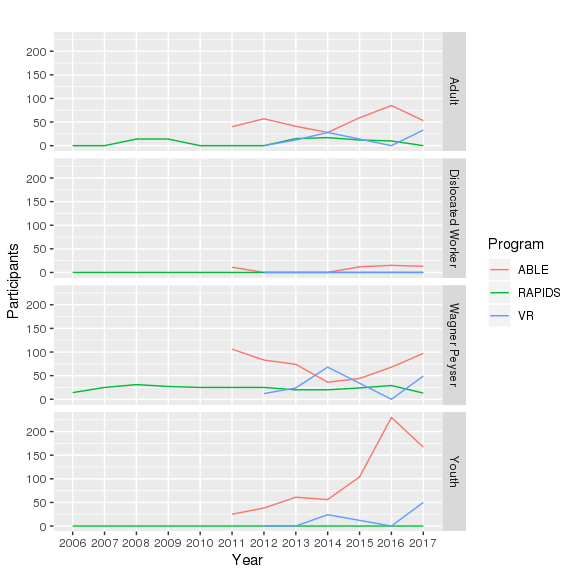 200
150
100
50
0
Adult
200
150
100
50
0
Dislocated Worker
200
150
100
50
0
Wagner Peyser
200
150
100
50
0
Youth
2006 2007 2008 2009 2010 2011 2012 2013 2014 2015 2016 2017
Year
Participants
Program
ABLE
RAPIDS
VR